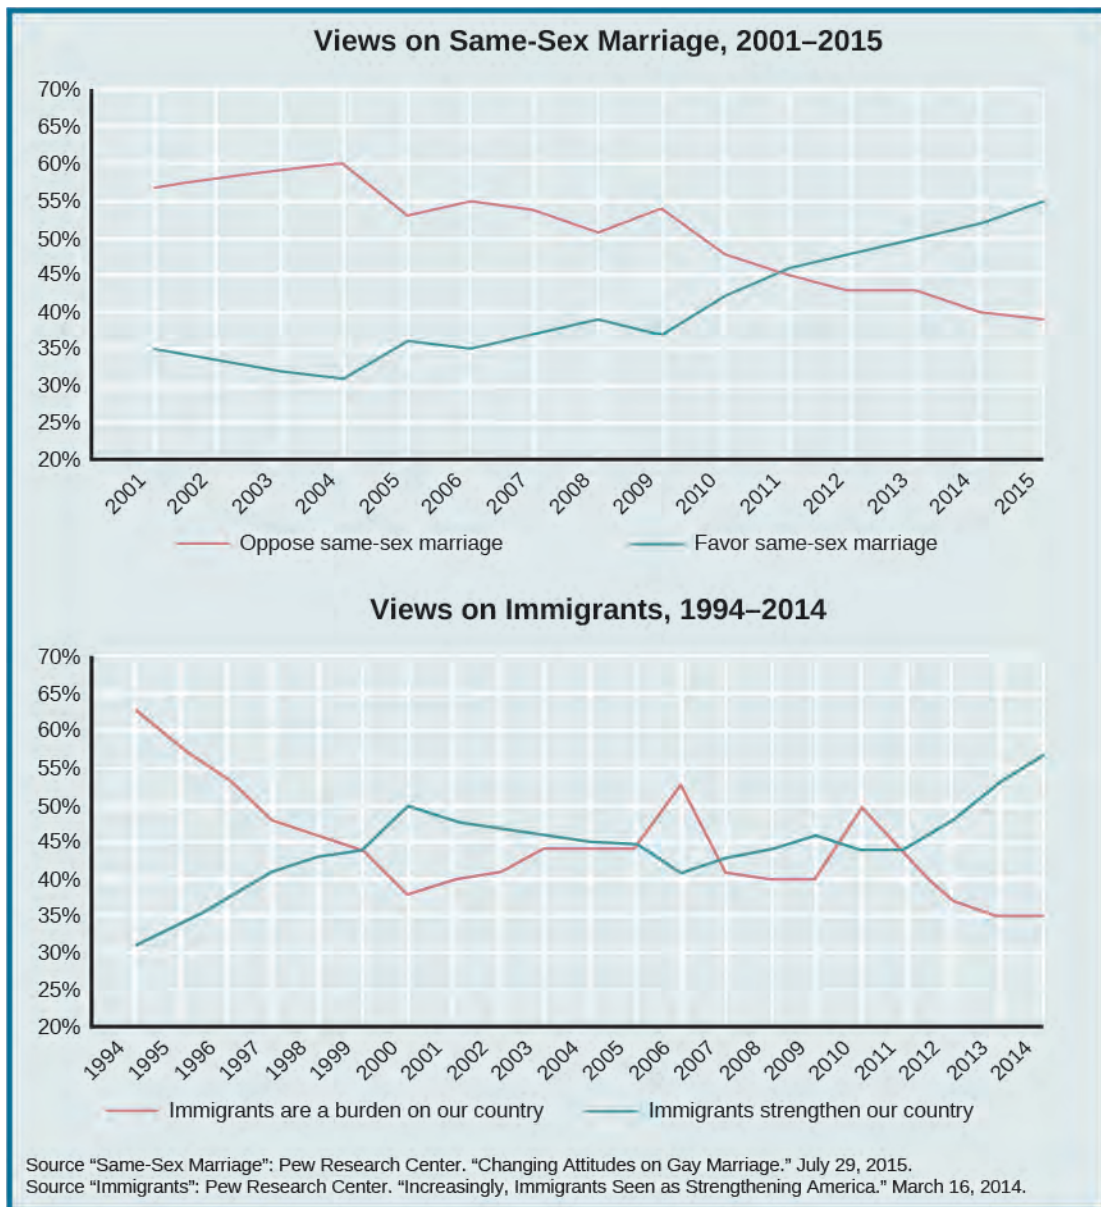 Views on Same-Sex Marriage, 2001–2015
70%
65%
60%
55%
50%
45%
40%
35%
30%
25%
20%
2001 2002 2003 2004 2005 2006 2007 2008 2009 2010 2011 2012 2013 2014 2015
Oppose same-sex marriage Favor same-sex marriage
Views on Immigrants, 1994–2014
70%
65%
60%
55%
50%
45%
40%
35%
30%
25%
20%
1994 1995 1996 1997 1998 1999 2000 2001 2002 2003 2004 2005 2006 2007 2008 2009 2010 2011 2012 2013 2014
Immigrants are a burden on our country Immigrants strengthen our country
Source “Same-Sex Marriage”: Pew Research Center. “Changing Attitudes on Gay Marriage.” July 29, 2015.
Source “Immigrants”: Pew Research Center. “Increasingly, Immigrants Seen as Strengthening America.” March 16, 2014.